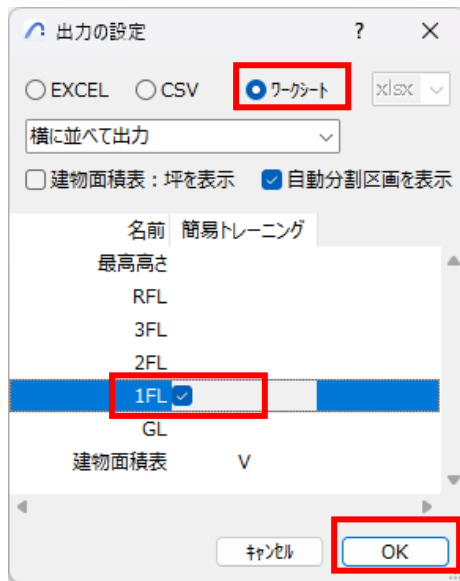 出力の設定 ?
EXCEL CSV ﾜｰｸｼｰﾄ xlsx
横に並べて出力
建物面積表：坪を表示 自動分割区画を表示
名前 簡易トレーニング
最高高さ
RFL
3FL
2FL
1FL
GL
建物面積表 V
ｷｬﾝｾﾙ OK